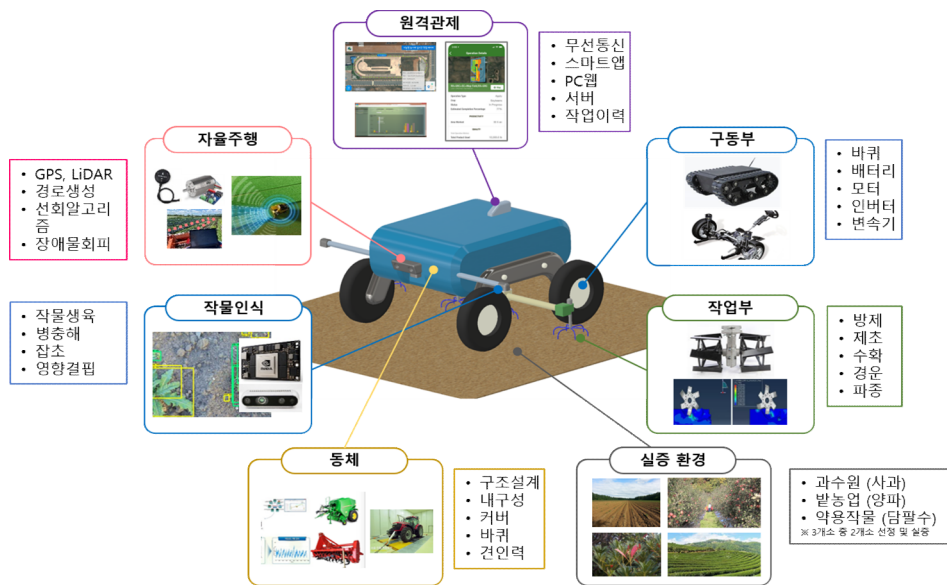 원격관제
• 무선통신
• 스마트앱
• PC웹
• 서버
• 작업이력
자율주행
• GPS, LiDAR
• 경로생성
• 선회알고리
즘
• 장애물회피
구동부
• 바퀴
• 배터리
• 모터
• 인버터
• 변속기
작물인식
• 작물생육
• 병충해
• 잡초
• 영향결핍
작업부
• 방제
• 제초
• 수확
• 경운
• 파종
동체
• 구조설계
• 내구성
• 커버
• 바퀴
• 견인력
실증 환경
• 과수원 (사과)
• 밭농업 (양파)
• 약용작물 (담팔수)
※ 3개소 중 2개소 선정 및 실증